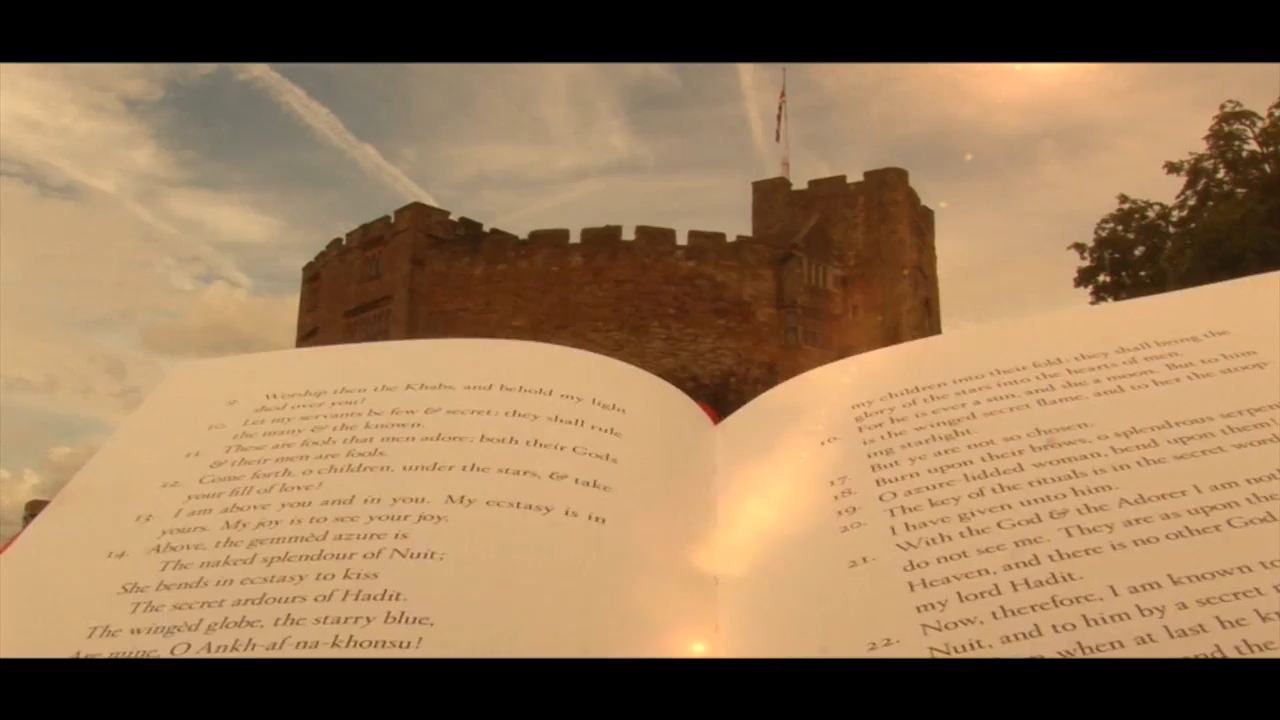 9. Worship then the Khabs, and behold my light
shed over you!
10. Let my servants be few & secret: they shall rule
the many & the known.
11. These are fools that men adore; both their Gods
& their men are fools.
12. Come forth, o children, under the stars, & take
your fill of love!
13. I am above you and in you. My ecstasy is in
yours. My joy is to see your joy.
14. Above, the gemmèd azure is
The naked splendour of Nuit;
She bends in ecstasy to kiss
The secret ardours of Hadit.
The wingèd globe, the starry blue,
Are mine, O Ankh-af-na-khonsu!
my children into their fold: they shall bring the
glory of the stars into the hearts of men.
For he is ever a sun, and she a moon. But to him
is the winged secret flame, and to her the stoop-
ing starlight.
But ye are not so chosen.
17. Burn upon their brows, o splendrous serpen
18. O azure-lidded woman, bend upon them!
19. The key of the rituals is in the secret word
20. I have given unto him.
With the God & the Adorer I am not
21. do not see me. They are as upon the
Heaven, and there is no other God
my lord Hadit.
22. Now, therefore, I am known to
Nuit, and to him by a secret
when at last he k
and the